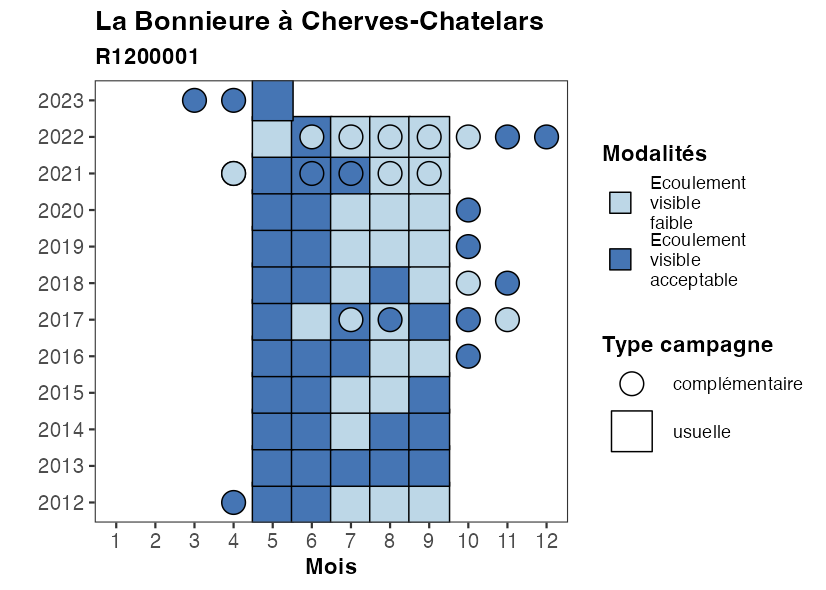 La Bonnieure à Cherves-Chatelars
R1200001
2023
2022
2021
2020
2019
2018
2017
2016
2015
2014
2013
2012
1 2 3 4 5 6 7 8 9 10 11 12
Mois
Modalités
Ecoulement
visible
faible
Ecoulement
visible
acceptable
Type campagne
complémentaire
usuelle